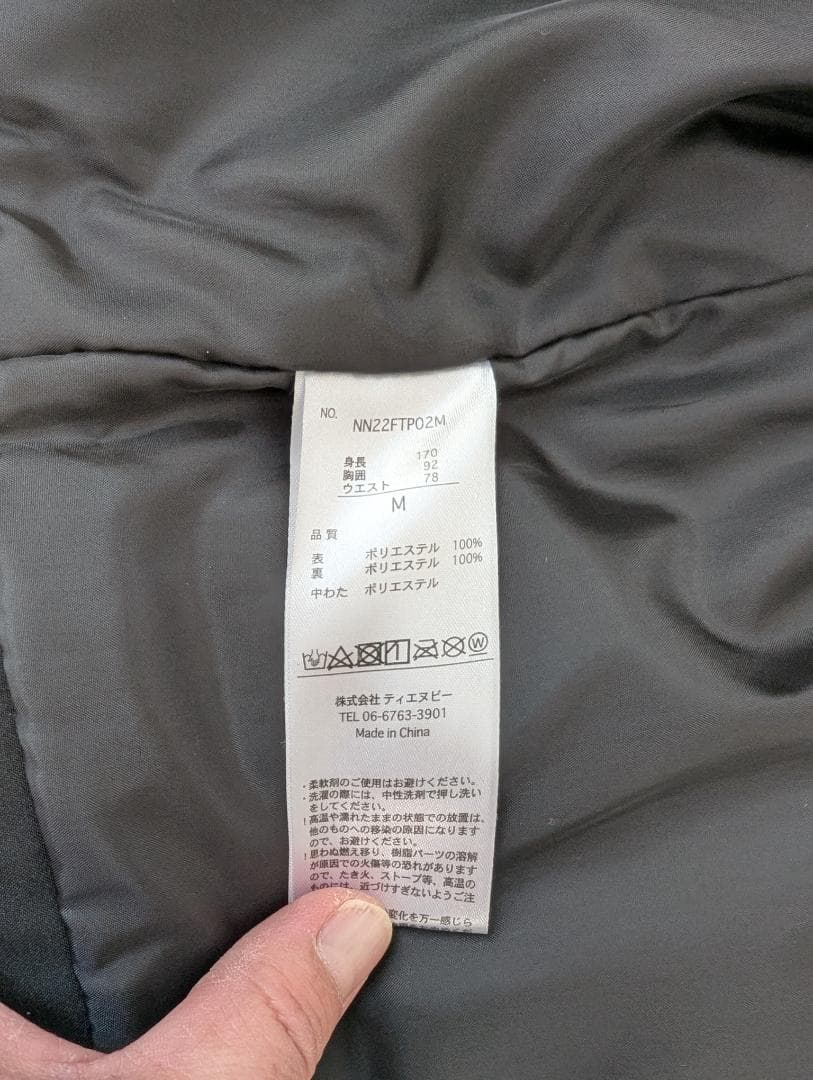 NO. NN22FTP02M
身長 170
胸囲 92
ウエスト 78
M
品質
表 ポリエステル 100%
裏 ポリエステル 100%
中わた ポリエステル
W
株式会社 ティエヌビー
TEL 06-6763-3901
Made in China
・柔軟剤のご使用はお避けください。
・洗濯の際には、中性洗剤で押し洗い
をしてください。
！高温や濡れたままの状態での放置は、
他のものへの移染の原因になります
ので、お避けください。
！思わぬ燃え移り、樹脂パーツの溶解
が原因での火傷等の恐れがあります
ので、たき火、ストーブ等、高温の
ものには、近づけすぎないようご注
変化を万一感じら